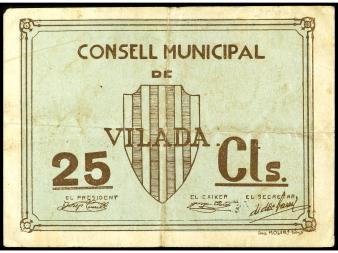 CONSELL MUNICIPAL
DE
VILADA
25 Cts.
EL PRESIDENT EL CAIXER EL SECRETARI